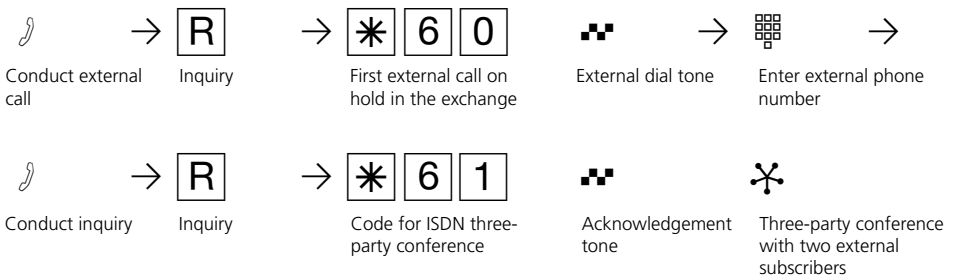 R * 6 0
Conduct external Inquiry First external call on External dial tone Enter external phone
call hold in the exchange number
R * 6 1
Conduct inquiry Inquiry Code for ISDN three- Acknowledgement Three-party conference
party conference tone with two external
subscribers